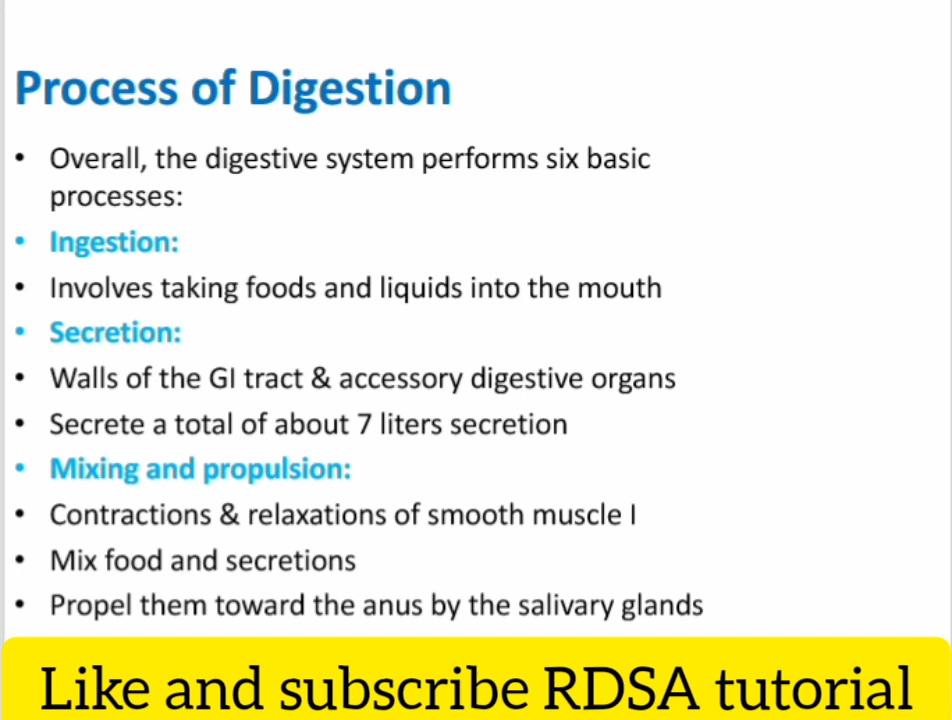 Process of Digestion
• Overall, the digestive system performs six basic
processes:
• Ingestion:
• Involves taking foods and liquids into the mouth
• Secretion:
• Walls of the GI tract & accessory digestive organs
• Secrete a total of about 7 liters secretion
• Mixing and propulsion:
• Contractions & relaxations of smooth muscle I
• Mix food and secretions
• Propel them toward the anus by the salivary glands
Like and subscribe RDSA tutorial